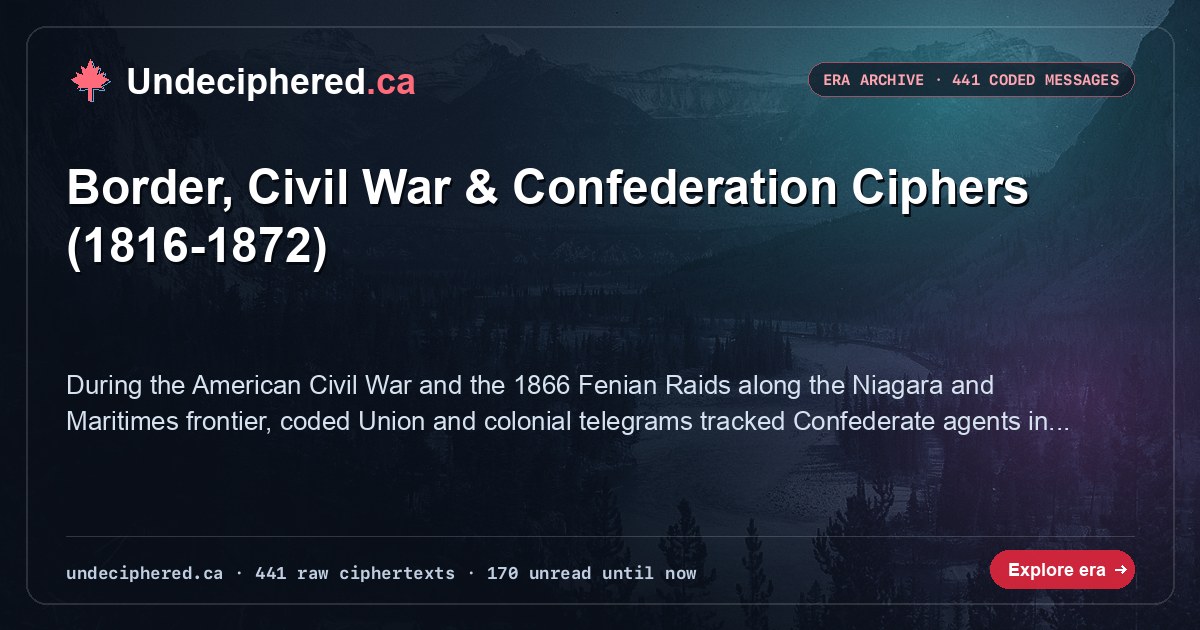 Undeciphered.ca
ERA ARCHIVE · 441 CODED MESSAGES
Border, Civil War & Confederation Ciphers
(1816-1872)
During the American Civil War and the 1866 Fenian Raids along the Niagara and
Maritimes frontier, coded Union and colonial telegrams tracked Confederate agents in...
undeciphered.ca · 441 raw ciphertexts · 170 unread until now
Explore era →